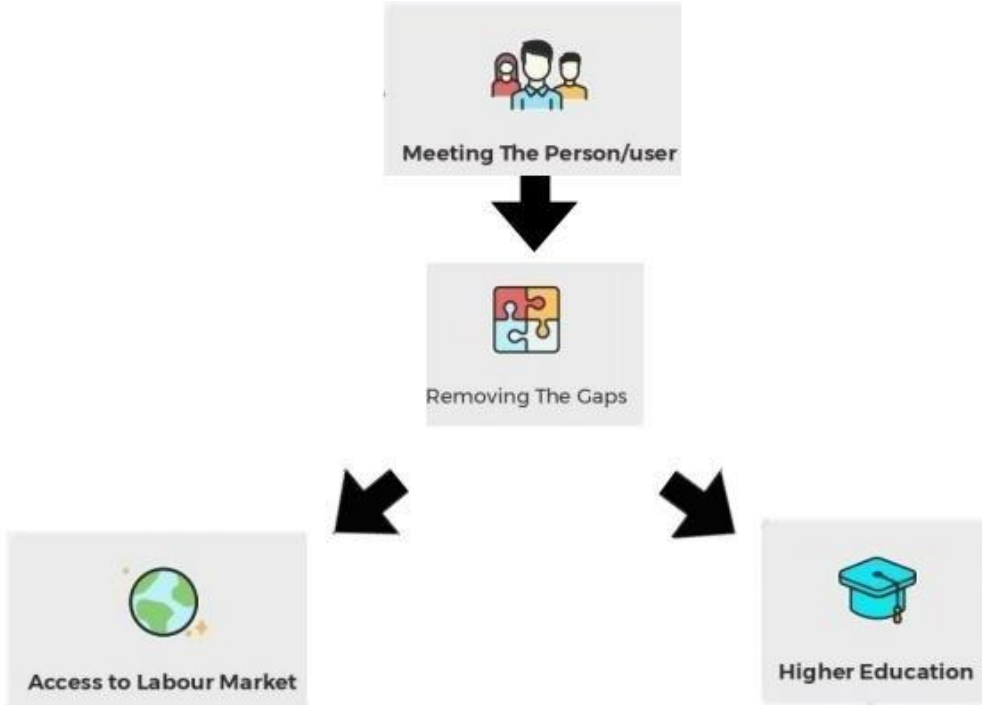 Meeting The Person/user
Removing The Gaps
Access to Labour Market
Higher Education